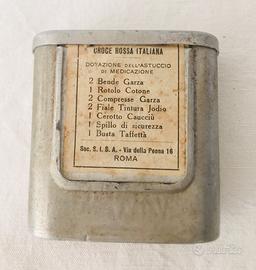 CROCE ROSSA ITALIANA
DOTAZIONE DELL'ASTUCCIO
DI MEDICAZIONE
2 Bende Garza
1 Rotolo Cotone
2 Compresse Garza
2 Fiale Tintura Jodio
1 Cerotto Caucciù
1 Spillo di sicurezza
1 Busta Taffettà
Soc. S.I.S.A. - Via della Penna 16
ROMA
subito